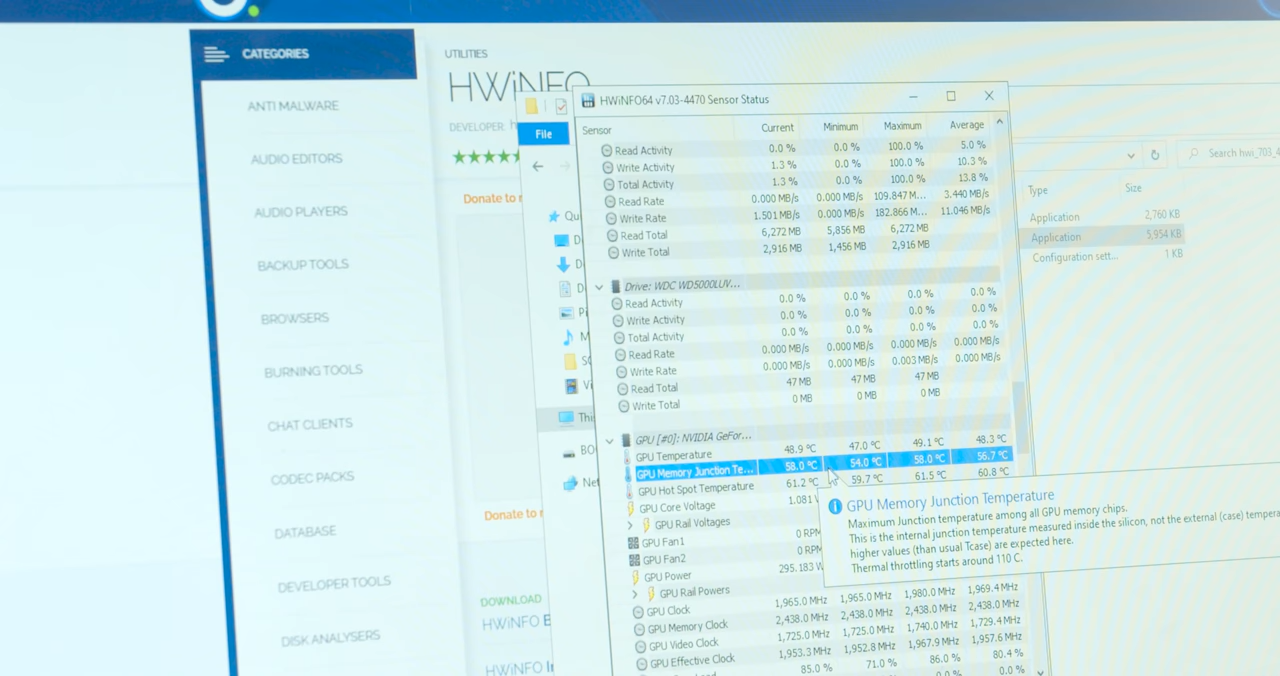 CATEGORIES
ANTI MALWARE
AUDIO EDITORS
AUDIO PLAYERS
BACKUP TOOLS
BROWSERS
BURNING TOOLS
CHAT CLIENTS
CODEC PACKS
DATABASE
DEVELOPER TOOLS
DISK ANALYSERS
UTILITIES
HWiNFO
DEVELOPER:
Donate to
Donate to
DOWNLOAD
HWiNFO
HWiNFO
File
HWiNFO64 v7.03-4470 Sensor Status
Sensor Current Minimum Maximum Average
Read Activity 0.0 % 0.0 % 100.0 % 5.0 %
Write Activity 1.3 % 0.0 % 100.0 % 10.3 %
Total Activity 1.3 % 0.0 % 100.0 % 13.8 %
Read Rate 0.000 MB/s 0.000 MB/s 109.847 M... 3.440 MB/s
Write Rate 1.501 MB/s 0.000 MB/s 182.866 M... 11.046 MB/s
Read Total 6,272 MB 5,856 MB 6,272 MB
Write Total 2,916 MB 1,456 MB 2,916 MB
Drive: WDC WD5000LUV...
Read Activity 0.0 % 0.0 % 0.0 % 0.0 %
Write Activity 0.0 % 0.0 % 0.0 % 0.0 %
Total Activity 0.0 % 0.0 % 0.0 % 0.0 %
Read Rate 0.000 MB/s 0.000 MB/s 0.000 MB/s 0.000 MB/s
Write Rate 0.000 MB/s 0.000 MB/s 0.003 MB/s 0.000 MB/s
Read Total 47 MB 47 MB 47 MB
Write Total 0 MB 0 MB 0 MB
GPU [#0]: NVIDIA GeFor...
GPU Temperature 48.9 °C 47.0 °C 49.1 °C 48.3 °C
GPU Memory Junction Te... 58.0 °C 54.0 °C 58.0 °C 56.7 °C
GPU Hot Spot Temperature 61.2 °C 59.7 °C 61.5 °C 60.8 °C
GPU Core Voltage 1.081 V
GPU Rail Voltages
GPU Fan1 0 RPM
GPU Fan2 0 RPM
GPU Power 295.183 W
GPU Rail Powers
GPU Clock 1,965.0 MHz 1,965.0 MHz 1,980.0 MHz 1,969.4 MHz
GPU Memory Clock 2,438.0 MHz 2,438.0 MHz 2,438.0 MHz 2,438.0 MHz
GPU Video Clock 1,725.0 MHz 1,725.0 MHz 1,740.0 MHz 1,729.4 MHz
GPU Effective Clock 1,953.3 MHz 1,952.8 MHz 1,967.9 MHz 1,957.6 MHz
85.0 % 71.0 % 86.0 % 80.4 %
GPU Memory Junction Temperature
Maximum Junction temperature among all GPU memory chips.
This is the internal junction temperature measured inside the silicon, not the external (case)
higher values (than usual Tcase) are expected here.
Thermal throttling starts around 110 C.
Search hwi_703_4
Type Size
Application 2,760 KB
Application 5,954 KB
Configuration sett... 1 KB